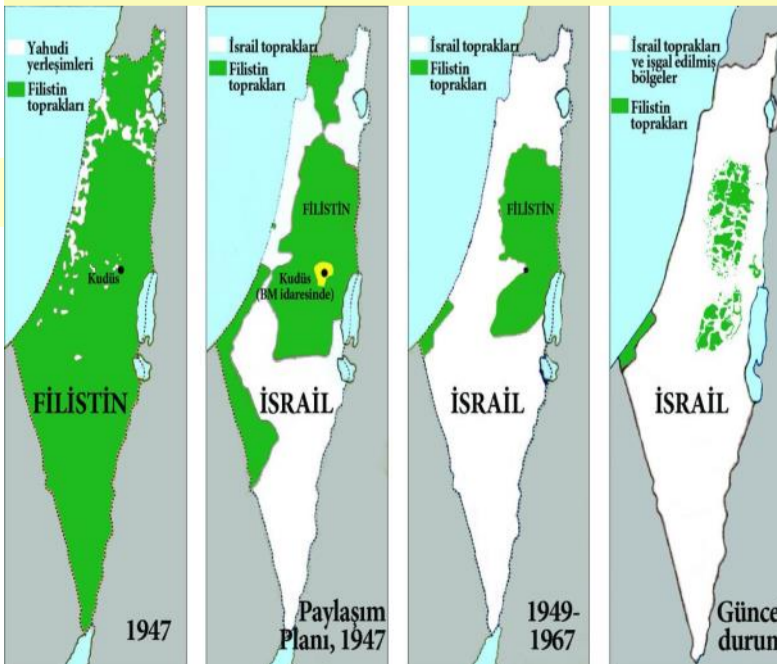 Yahudi
yerleşimleri
Filistin
toprakları
Kudüs
FİLİSTİN
1947
İsrail toprakları
Filistin
toprakları
FİLİSTİN
Kudüs
(BM idaresinde)
İSRAİL
Paylaşım
Planı, 1947
İsrail toprakları
Filistin
toprakları
FİLİSTİN
İSRAİL
1949-
1967
İsrail toprakları
ve işgal edilmiş
bölgeler
Filistin
toprakları
İSRAİL
Günce
durun